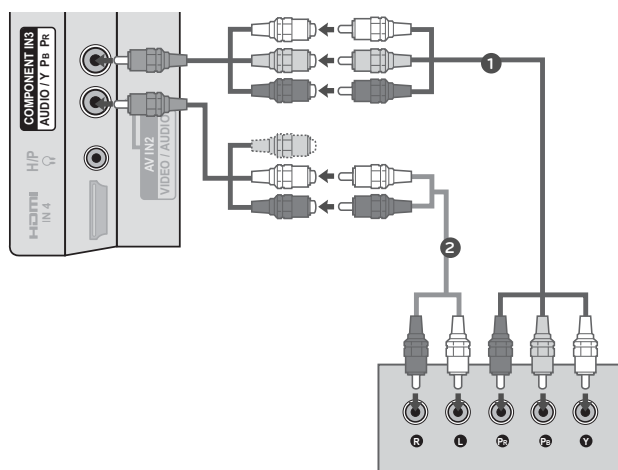 COMPONENT IN3
AUDIO / Y PB PR
AV IN2
VIDEO / AUDIO
H/P
HDMI
IN 4
1
2
R
L
PR
PB
Y